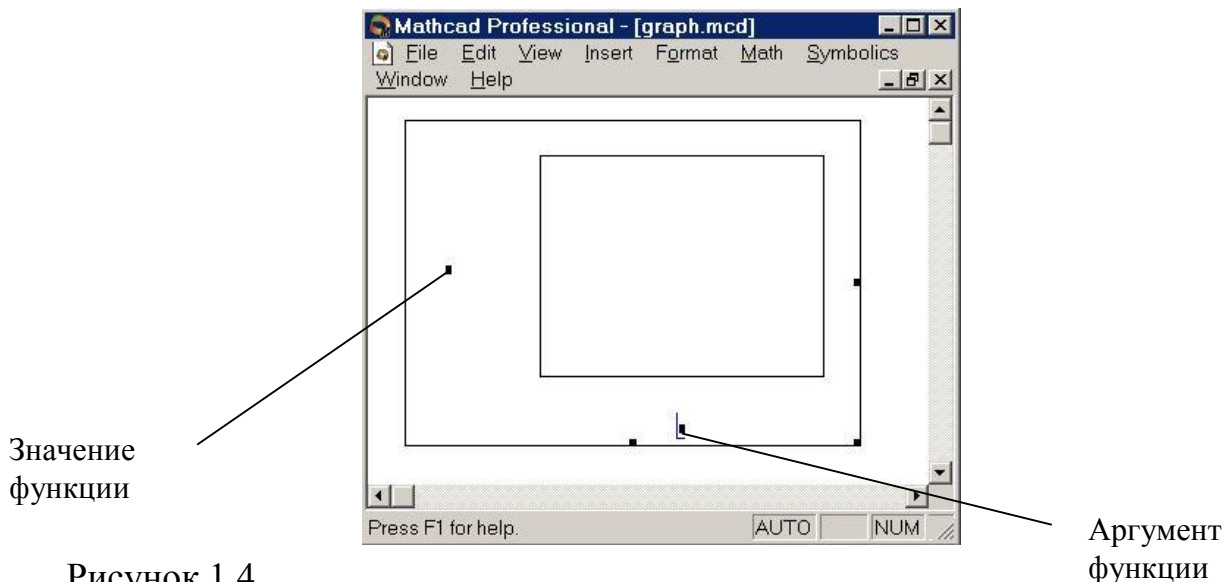 Mathcad Professional - [graph.mcd]
File Edit View Insert Format Math Symbolics
Window Help
Значение
функции
Press F1 for help.
AUTO
NUM
Аргумент
функции
Рисунок 1.4